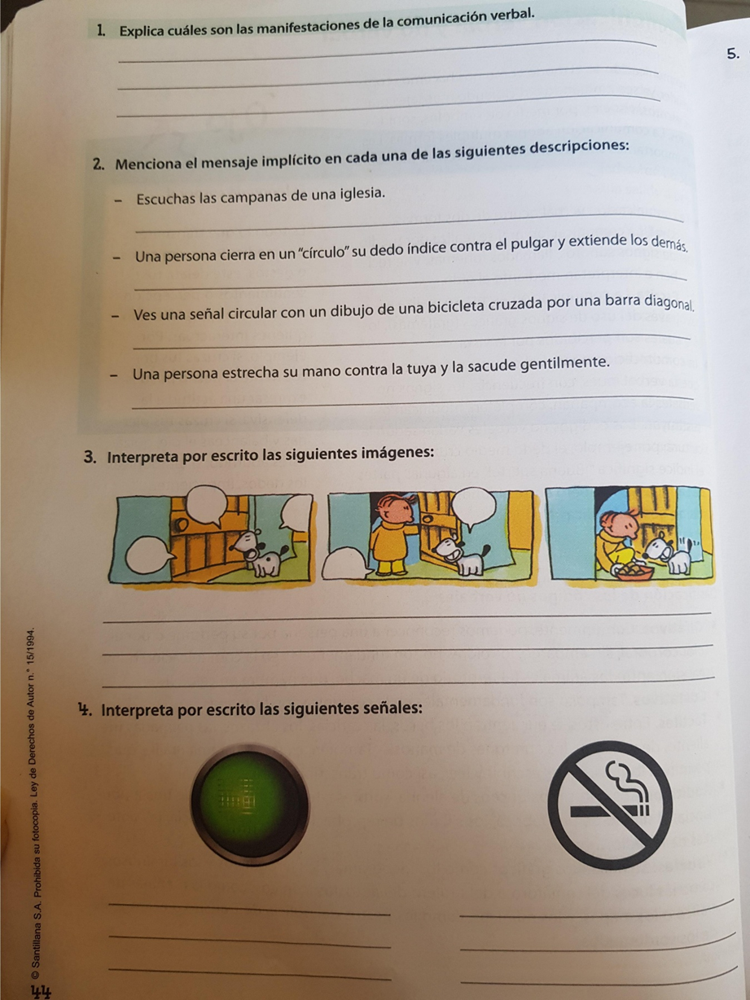 1. Explica cuáles son las manifestaciones de la comunicación verbal.
5.
2. Menciona el mensaje implícito en cada una de las siguientes descripciones:
– Escuchas las campanas de una iglesia.
– Una persona cierra en un “círculo” su dedo índice contra el pulgar y extiende los demás.
– Ves una señal circular con un dibujo de una bicicleta cruzada por una barra diagonal.
– Una persona estrecha su mano contra la tuya y la sacude gentilmente.
3. Interpreta por escrito las siguientes imágenes:
4. Interpreta por escrito las siguientes señales:
© Santillana S.A. Prohibida su fotocopia. Ley de Derechos de Autor n.° 15/1994.
44